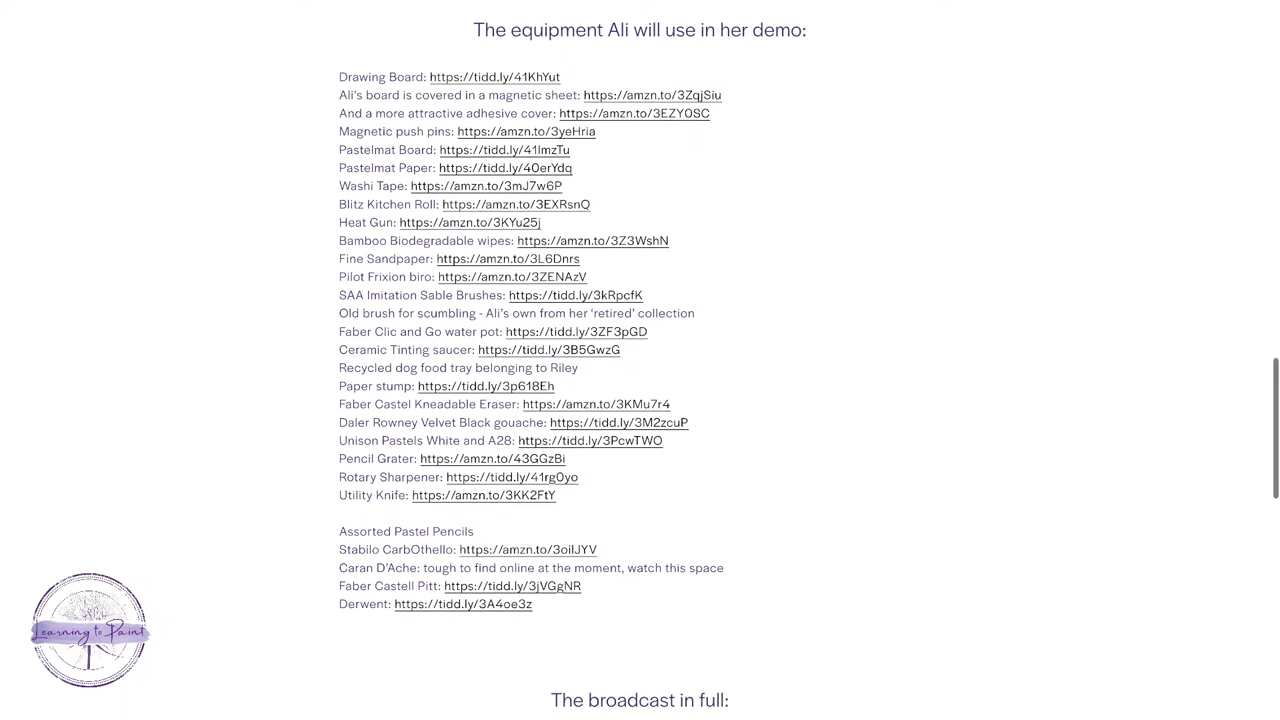 The equipment Ali will use in her demo:
Drawing Board: https://tidd.ly/41KhYut
Ali’s board is covered in a magnetic sheet: https://amzn.to/3ZqjSiu
And a more attractive adhesive cover: https://amzn.to/3EZY0SC
Magnetic push pins: https://amzn.to/3yeHria
Pastelmat Board: https://tidd.ly/41lmzTu
Pastelmat Paper: https://tidd.ly/40erYdq
Washi Tape: https://amzn.to/3mJ7w6P
Blitz Kitchen Roll: https://amzn.to/3EXRsnQ
Heat Gun: https://amzn.to/3KYu25j
Bamboo Biodegradable wipes: https://amzn.to/3Z3WshN
Fine Sandpaper: https://amzn.to/3L6Dnrs
Pilot Frixion biro: https://amzn.to/3ZENAzV
SAA Imitation Sable Brushes: https://tidd.ly/3kRpcfK
Old brush for scumbling - Ali’s own from her ‘retired’ collection
Faber Clic and Go water pot: https://tidd.ly/3ZF3pGD
Ceramic Tinting saucer: https://tidd.ly/3B5GwzG
Recycled dog food tray belonging to Riley
Paper stump: https://tidd.ly/3p618Eh
Faber Castel Kneadable Eraser: https://amzn.to/3KMu7r4
Daler Rowney Velvet Black gouache: https://tidd.ly/3M2zcuP
Unison Pastels White and A28: https://tidd.ly/3PcwTWO
Pencil Grater: https://amzn.to/43GGzBi
Rotary Sharpener: https://tidd.ly/41rg0yo
Utility Knife: https://amzn.to/3KK2FtY
Assorted Pastel Pencils
Stabilo CarbOthello: https://amzn.to/3oilJYV
Caran D’Ache: tough to find online at the moment, watch this space
Faber Castell Pitt: https://tidd.ly/3jVGgNR
Derwent: https://tidd.ly/3A4oe3z
Learning to Paint
The broadcast in full: